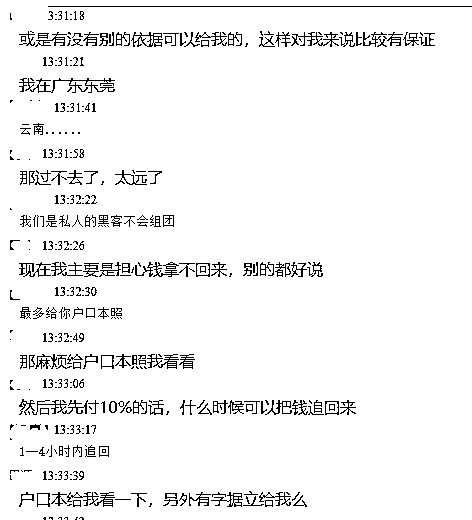 3:31:18
或是有没有别的依据可以给我的，这样对我来说比较有保证
13:31:21
我在广东东莞
13:31:41
云南......
13:31:58
那过不去了，太远了
13:32:22
我们是私人的黑客不会组团
13:32:26
现在我主要是担心钱拿不回来，别的都好说
13:32:30
最多给你户口本照
13:32:49
那麻烦给户口本照我看看
13:33:06
然后我先付10%的话，什么时候可以把钱追回来
13:33:17
1—4小时内追回
13:33:39
户口本给我看一下，另外有字据立给我么